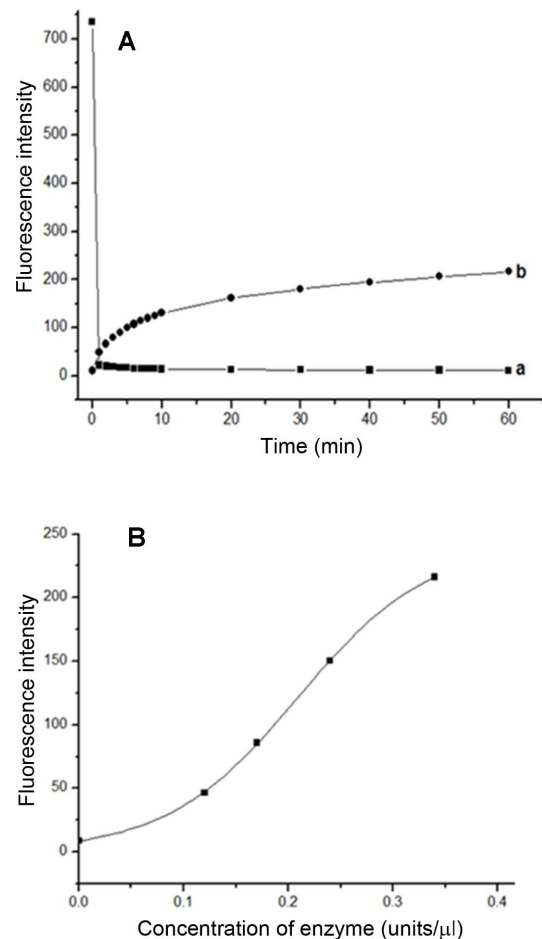 A
700
600
500
400
300
200
100
0
Fluorescence intensity
b
a
0 10 20 30 40 50 60
Time (min)
B
250
200
150
100
50
0
Fluorescence intensity
0.0 0.1 0.2 0.3 0.4
Concentration of enzyme (units/μl)